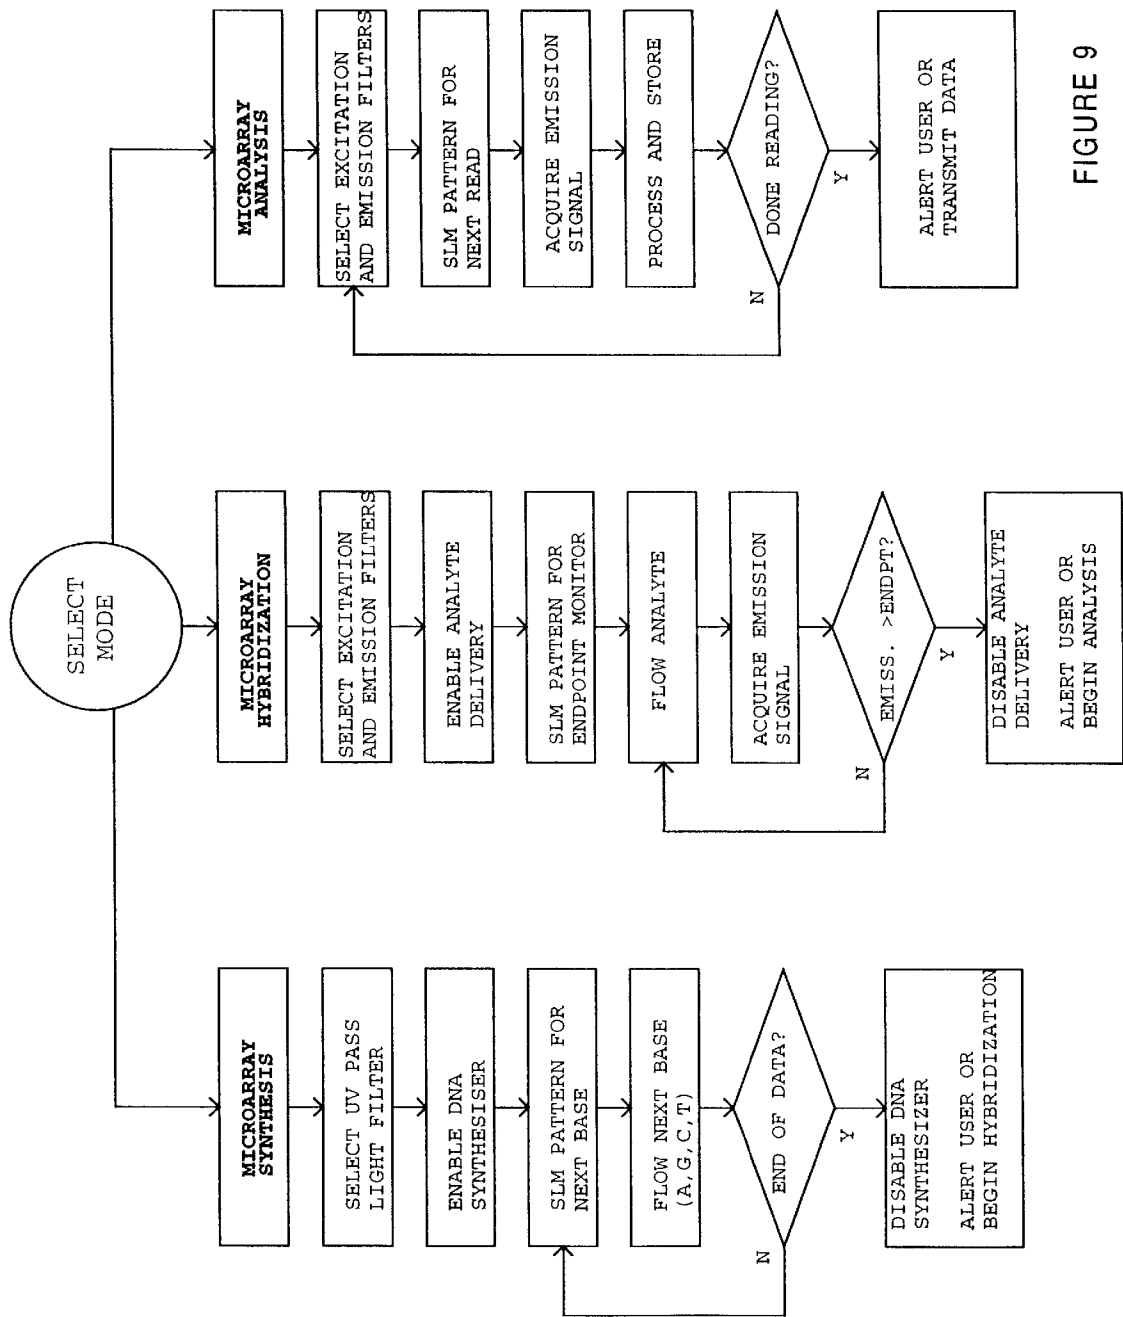 SELECT
MODE
MICROARRAY
SYNTHESIS
SELECT UV PASS
LIGHT FILTER
ENABLE DNA
SYNTHESISER
SLM PATTERN FOR
NEXT BASE
FLOW NEXT BASE
(A,G,C,T)
END OF DATA?
N
Y
DISABLE DNA
SYNTHESIZER
ALERT USER OR
BEGIN HYBRIDIZATION
MICROARRAY
HYBRIDIZATION
SELECT EXCITATION
AND EMISSION FILTERS
ENABLE ANALYTE
DELIVERY
SLM PATTERN FOR
ENDPOINT MONITOR
FLOW ANALYTE
ACQUIRE EMISSION
SIGNAL
EMISS. >ENDPT?
N
Y
DISABLE ANALYTE
DELIVERY
ALERT USER OR
BEGIN ANALYSIS
MICROARRAY
ANALYSIS
SELECT EXCITATION
AND EMISSION FILTERS
SLM PATTERN FOR
NEXT READ
ACQUIRE EMISSION
SIGNAL
PROCESS AND STORE
DONE READING?
N
Y
ALERT USER OR
TRANSMIT DATA
FIGURE 9